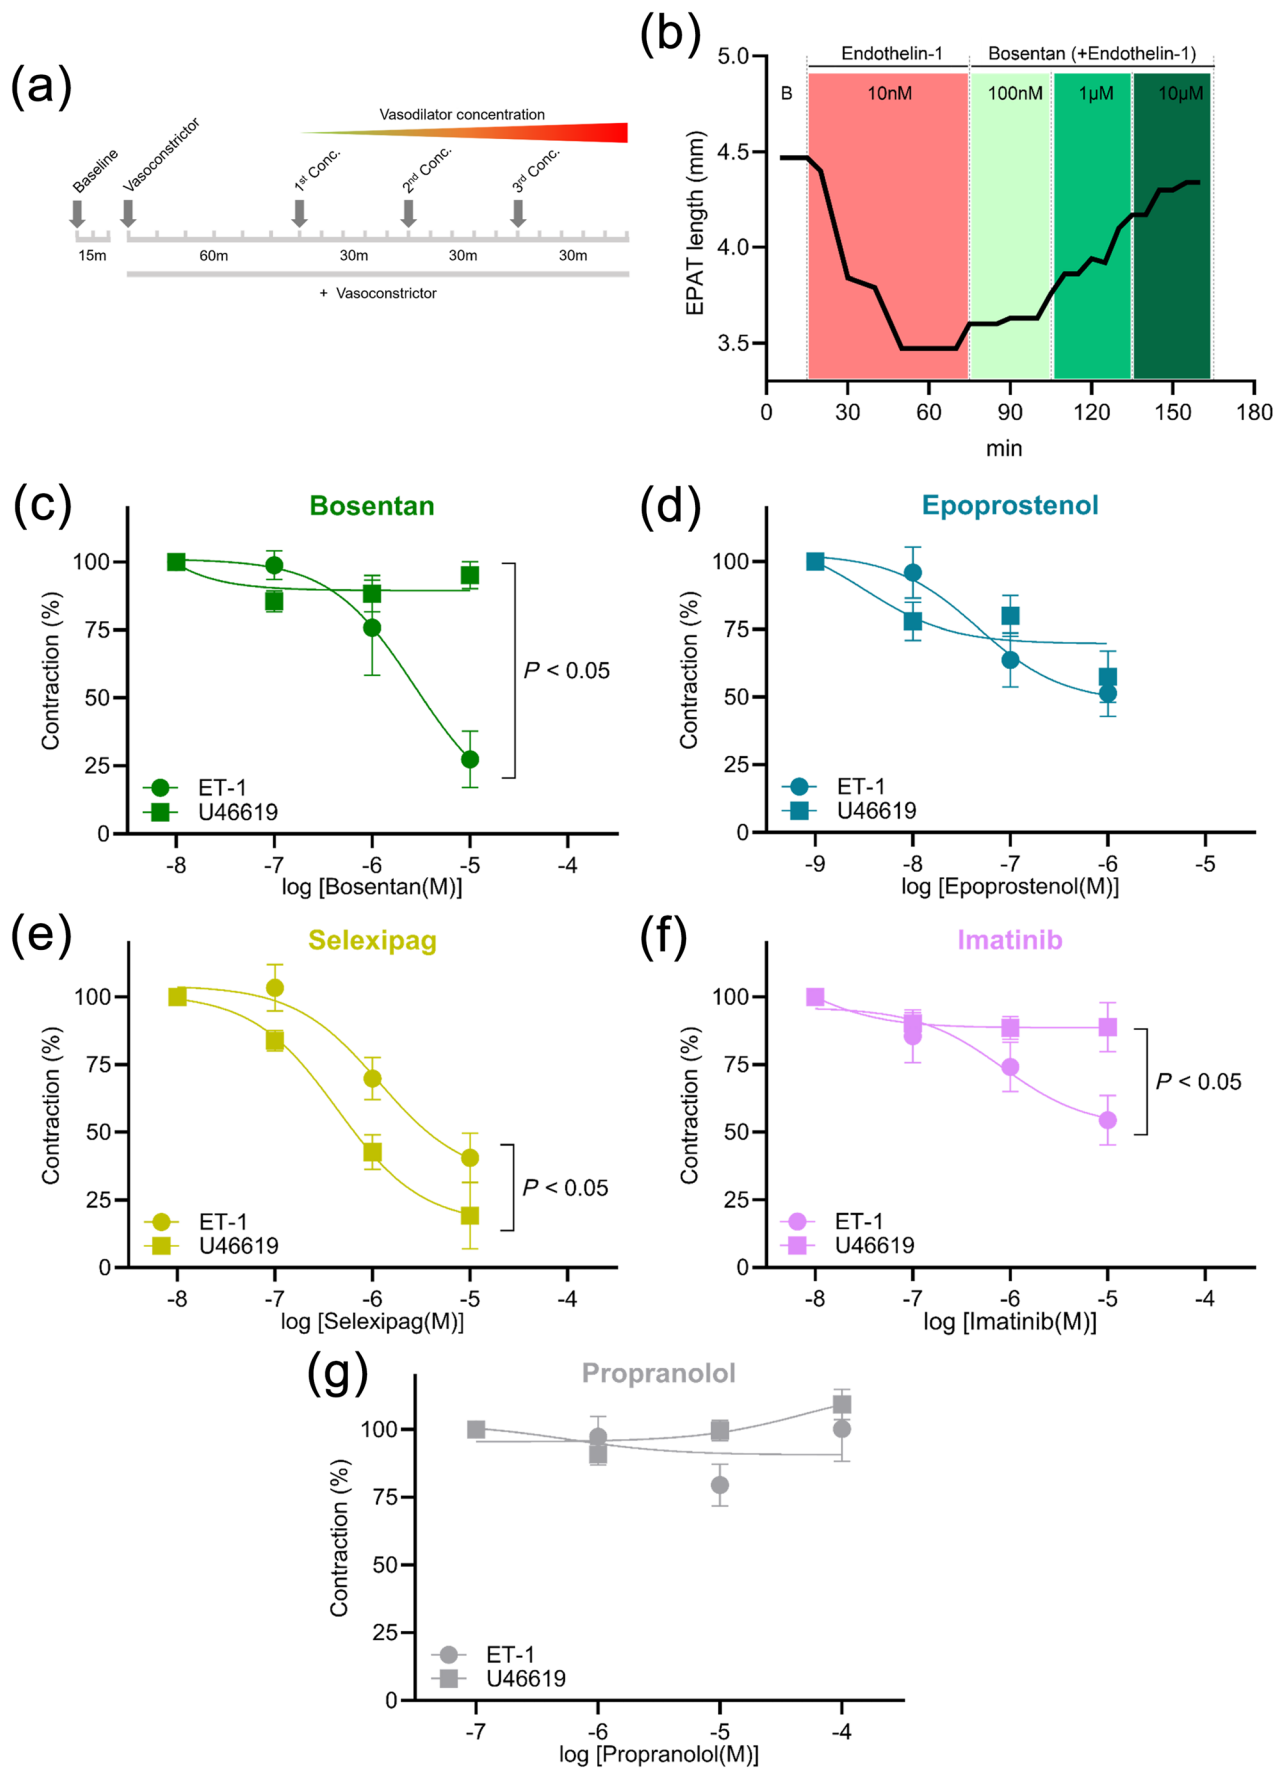 (a)
Vasodilator concentration
Baseline
Vasoconstrictor
1st Conc.
2nd Conc.
3rd Conc.
15m
60m
30m
30m
30m
+ Vasoconstrictor
(b)
Endothelin-1
Bosentan (+Endothelin-1)
B
10nM
100nM
1µM
10µM
EPAT length (mm)
5.0
4.5
4.0
3.5
0
30
60
90
120
150
180
min
(c)
Bosentan
Contraction (%)
100
75
50
25
0
P < 0.05
ET-1
U46619
-8
-7
-6
-5
-4
log [Bosentan(M)]
(d)
Epoprostenol
Contraction (%)
100
75
50
25
0
ET-1
U46619
-9
-8
-7
-6
-5
log [Epoprostenol(M)]
(e)
Selexipag
Contraction (%)
100
75
50
25
0
P < 0.05
ET-1
U46619
-8
-7
-6
-5
-4
log [Selexipag(M)]
(f)
Imatinib
Contraction (%)
100
75
50
25
0
P < 0.05
ET-1
U46619
-8
-7
-6
-5
-4
log [Imatinib(M)]
(g)
Propranolol
Contraction (%)
100
75
50
25
0
ET-1
U46619
-7
-6
-5
-4
log [Propranolol(M)]